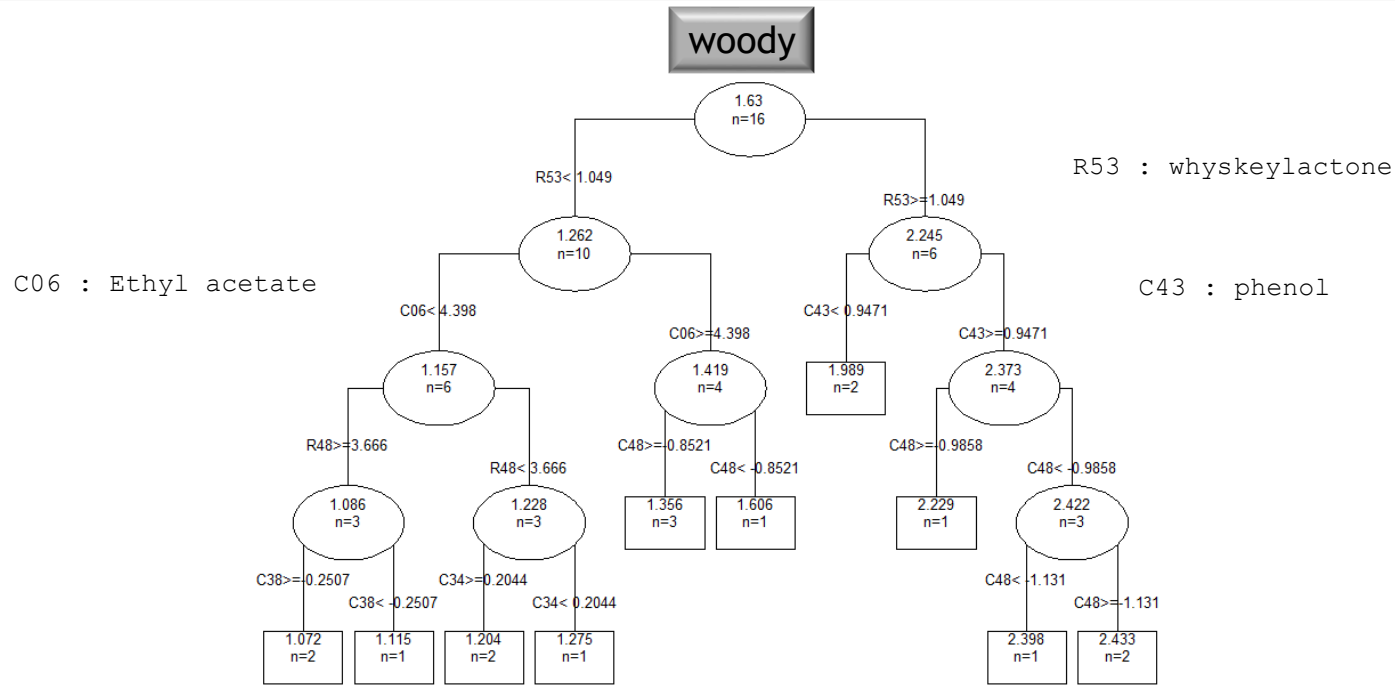 woody
1.63
n=16
R53 : whyskeylactone
R53< 1.049
R53>=1.049
1.262
n=10
2.245
n=6
C06 : Ethyl acetate
C43 : phenol
C06< 4.398
C06>=4.398
C43< 0.9471
C43>=0.9471
1.157
n=6
1.419
n=4
1.989
n=2
2.373
n=4
R48>=3.666
R48< 3.666
C48>=-0.8521
C48< -0.8521
C48>=-0.9858
C48< -0.9858
1.086
n=3
1.228
n=3
1.356
n=3
1.606
n=1
2.229
n=1
2.422
n=3
C38>=-0.2507
C38< -0.2507
C34>=0.2044
C34< 0.2044
C48< -1.131
C48>=-1.131
1.072
n=2
1.115
n=1
1.204
n=2
1.275
n=1
2.398
n=1
2.433
n=2